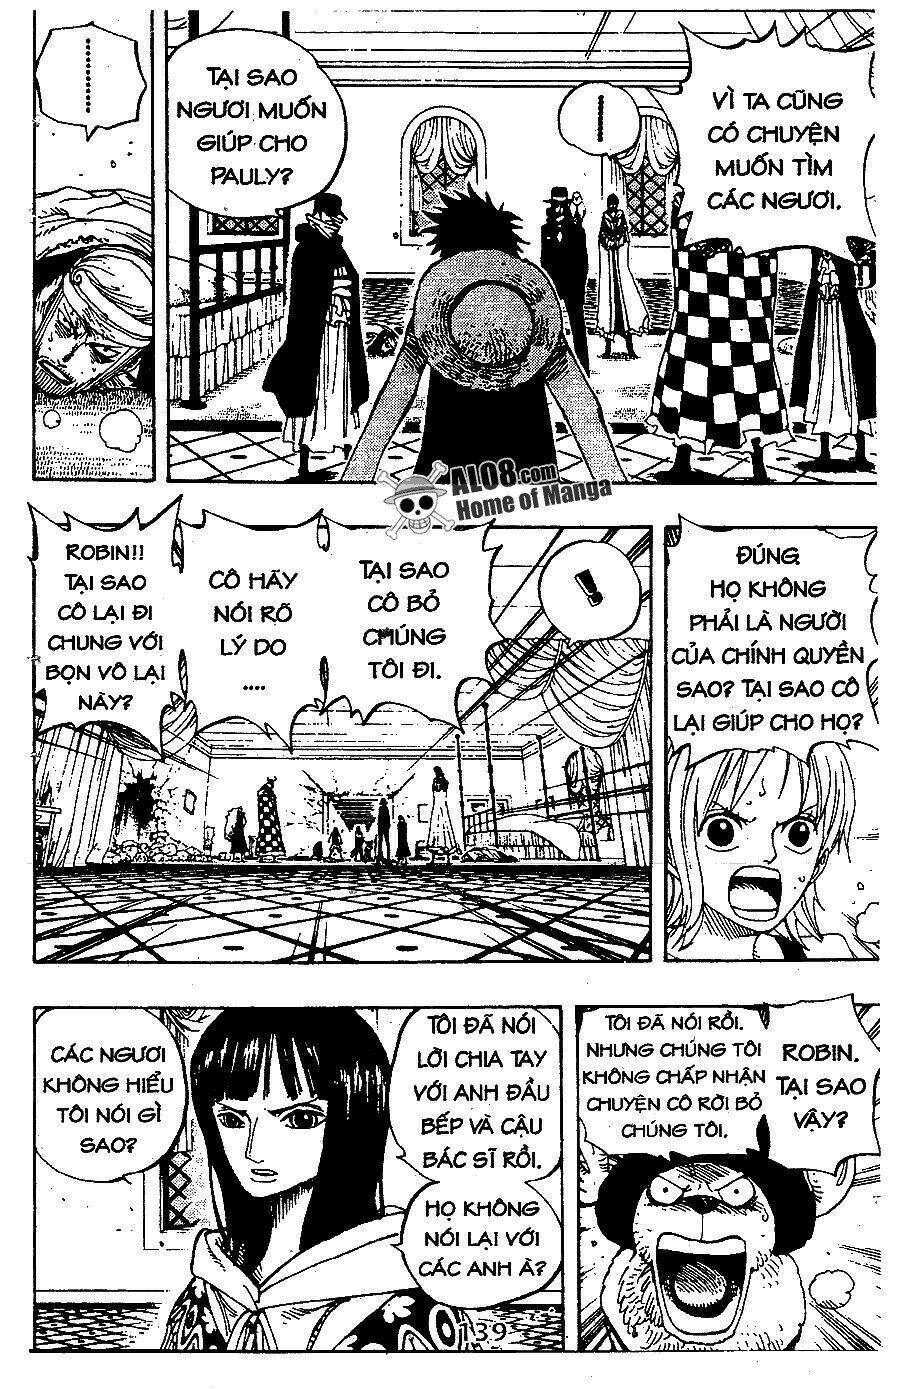 VÌ TA CŨNG
CÓ CHUYỆN
MUỐN TÌM
CÁC NGƯƠI.
TẠI SAO
NGƯƠI MUỐN
GIÚP CHO
PAULY?
AL08.com
Home of Manga
ĐÚNG.
HỌ KHÔNG
PHẢI LÀ NGƯỜI
CỦA CHÍNH QUYỀN
SAO? TẠI SAO CÔ
LẠI GIÚP CHO HỌ?
!
TẠI SAO
CÔ BỎ
CHÚNG
TÔI ĐI.
CÔ HÃY
NÓI RÕ
LÝ DO
....
ROBIN!!
TẠI SAO
CÔ LẠI ĐI
CHUNG VỚI
BỌN VÔ LẠI
NÀY?
ROBIN.
TẠI SAO
VẬY?
TÔI ĐÃ NÓI RỒI.
NHƯNG CHÚNG TÔI
KHÔNG CHẤP NHẬN
CHUYỆN CÔ RỜI BỎ
CHÚNG TÔI.
TÔI ĐÃ NÓI
LỜI CHIA TAY
VỚI ANH ĐẦU
BẾP VÀ CẬU
BÁC SĨ RỒI.
HỌ KHÔNG
NÓI LẠI VỚI
CÁC ANH À?
CÁC NGƯƠI
KHÔNG HIỂU
TÔI NÓI GÌ
SAO?
139